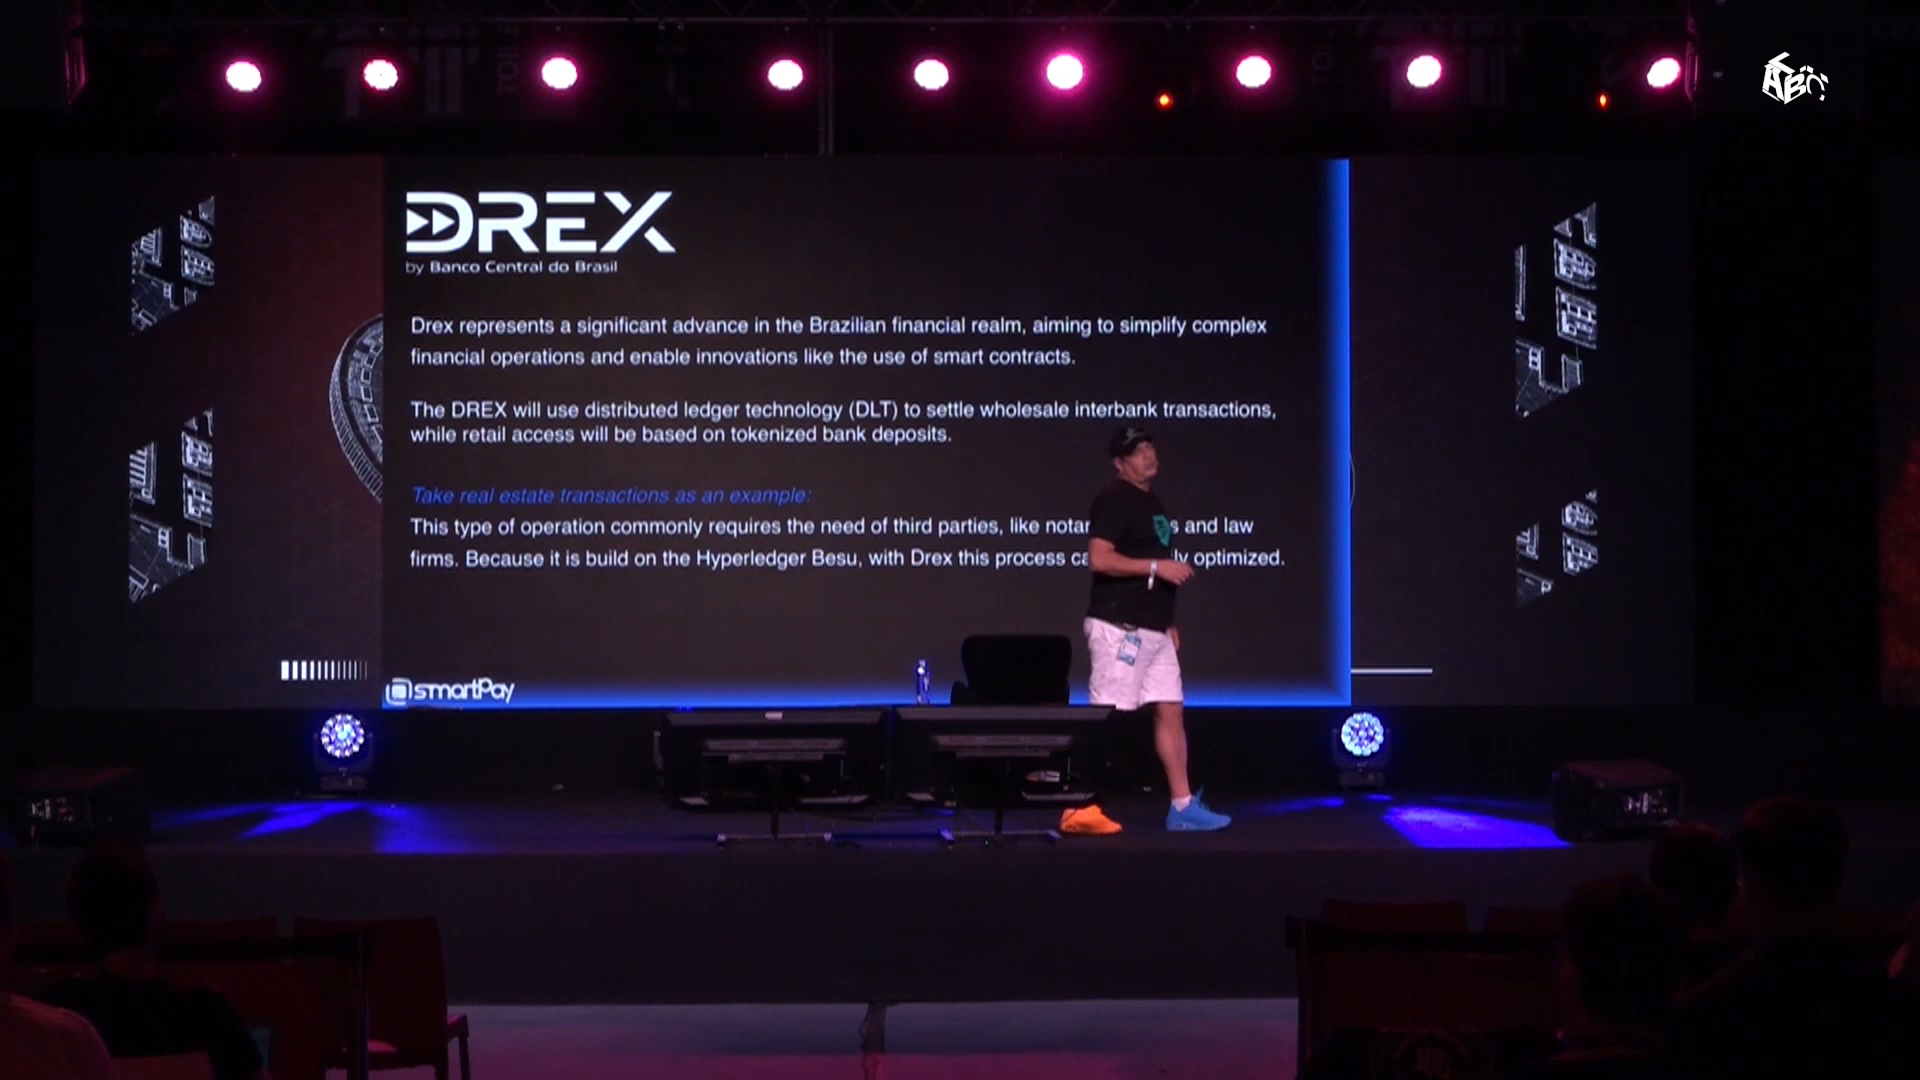 ABC
DREX
by Banco Central do Brasil
Drex represents a significant advance in the Brazilian financial realm, aiming to simplify complex
financial operations and enable innovations like the use of smart contracts.
The DREX will use distributed ledger technology (DLT) to settle wholesale interbank transactions,
while retail access will be based on tokenized bank deposits.
Take real estate transactions as an example:
This type of operation commonly requires the need of third parties, like and law
firms. Because it is build on the Hyperledger Besu, with Drex this process optimized.
smartPay